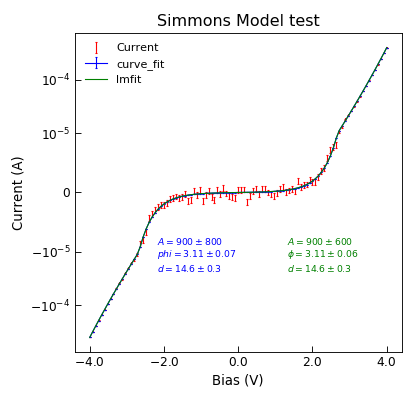 Simmons Model test
Current
curve_fit
lmfit
Current (A)
10⁻⁴
10⁻⁵
0
−10⁻⁵
−10⁻⁴
A = 900 ± 800
phi = 3.11 ± 0.07
d = 14.6 ± 0.3
A = 900 ± 600
ϕ = 3.11 ± 0.06
d = 14.6 ± 0.3
−4.0 −2.0 0.0 2.0 4.0
Bias (V)